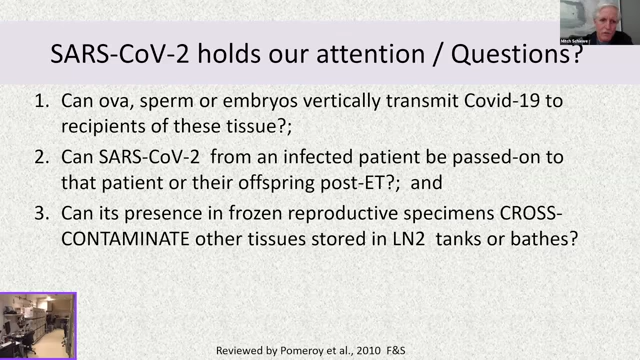 SARS-CoV-2 holds our attention / Questions?
1. Can ova, sperm or embryos vertically transmit Covid-19 to
recipients of these tissue?;
2. Can SARS-CoV-2 from an infected patient be passed-on to
that patient or their offspring post-ET?; and
3. Can its presence in frozen reproductive specimens CROSS-
CONTAMINATE other tissues stored in LN2 tanks or bathes?
Reviewed by Pomeroy et al., 2010 F&S